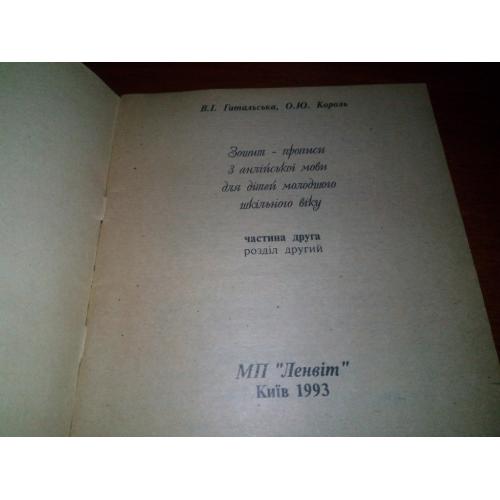 В.І. Гатальська, О.Ю. Король
Зошит - прописи
з англійської мови
для дітей молодшого
шкільного віку
частина друга
розділ другий
МП "Ленвіт"
Київ 1993